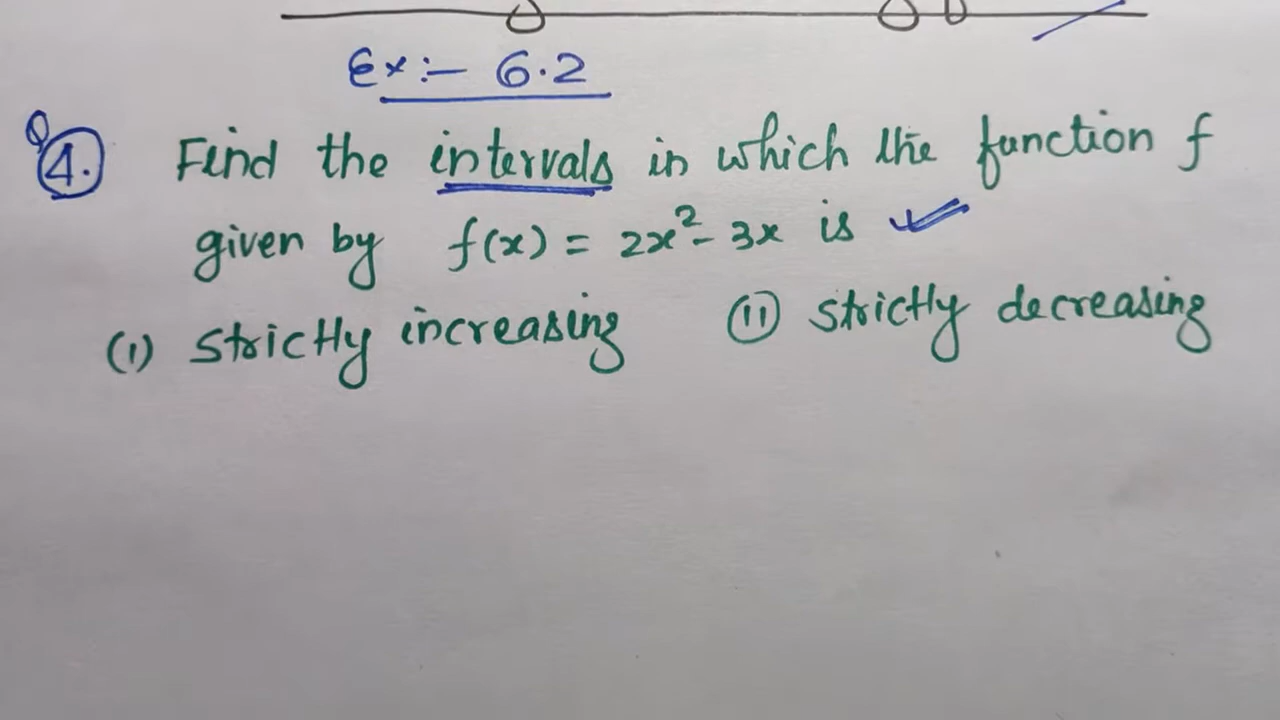 Ex:- 6.2
Q4. Find the intervals in which the function f
given by f(x) = 2x² - 3x is
(i) strictly increasing (ii) strictly decreasing